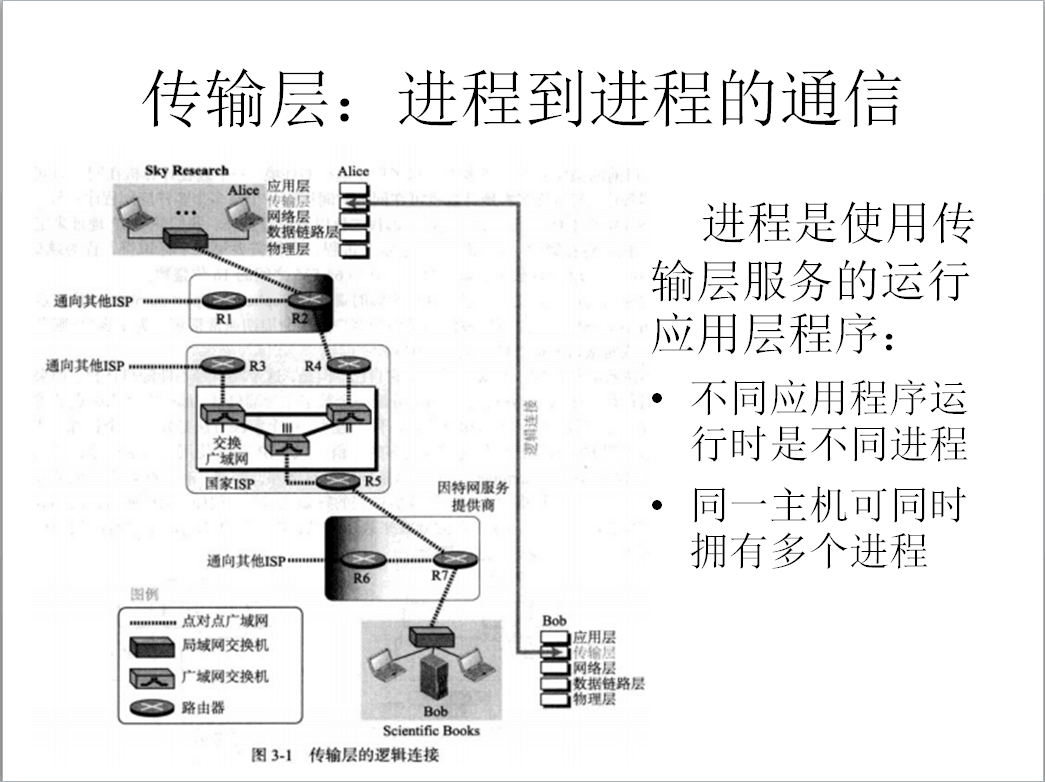 传输层：进程到进程的通信
Sky Research
Alice
Alice
应用层
传输层
网络层
数据链路层
物理层
通向其他ISP
R1
R2
通向其他ISP
R3
R4
交换
广域网
国家ISP
R5
因特网服务
提供商
通向其他ISP
R6
R7
逻辑连接
图例
点对点广域网
局域网交换机
广域网交换机
路由器
Bob
Scientific Books
Bob
应用层
传输层
网络层
数据链路层
物理层
图 3-1 传输层的逻辑连接
进程是使用传
输层服务的运行
应用层程序：
• 不同应用程序运
行时是不同进程
• 同一主机可同时
拥有多个进程